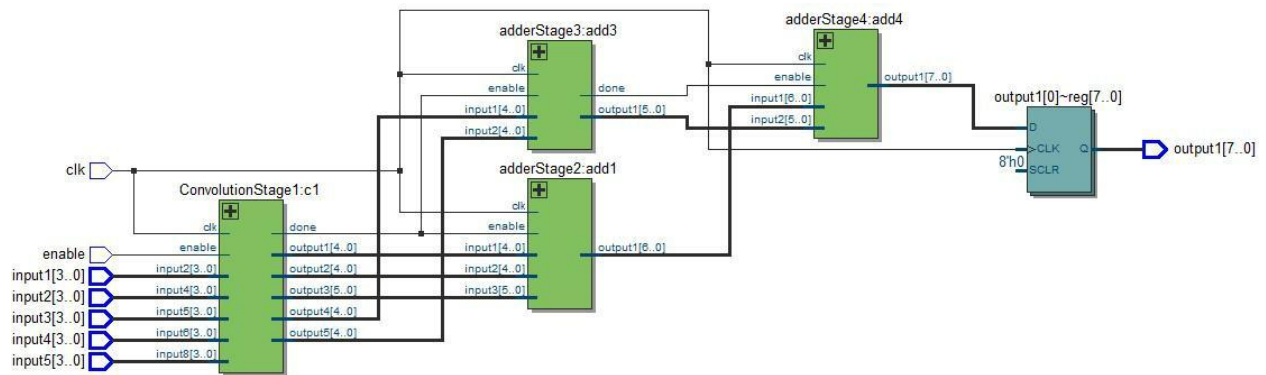 adderStage3:add3
clk
enable
input1[4..0]
input2[4..0]
done
output1[5..0]
adderStage4:add4
clk
enable
input1[6..0]
input2[5..0]
output1[7..0]
output1[0]~reg[7..0]
D
CLK
SCLR
Q
8'h0
output1[7..0]
adderStage2:add1
clk
enable
input1[4..0]
input2[4..0]
input3[5..0]
output1[6..0]
clk
enable
input1[3..0]
input2[3..0]
input3[3..0]
input4[3..0]
input5[3..0]
ConvolutionStage1:c1
clk
enable
input2[3..0]
input4[3..0]
input5[3..0]
input6[3..0]
input8[3..0]
done
output1[4..0]
output2[4..0]
output3[5..0]
output4[4..0]
output5[4..0]